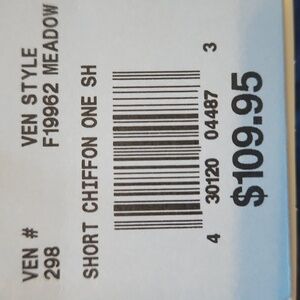 VEN # VEN STYLE
298 F19962 MEADOW
SHORT CHIFFON ONE SH
4 30120 04487 3
$109.95